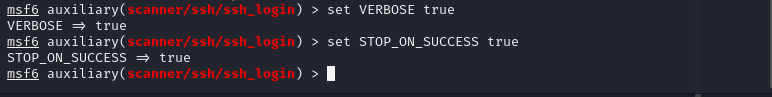 msf6 auxiliary(scanner/ssh/ssh_login) > set VERBOSE true
VERBOSE => true
msf6 auxiliary(scanner/ssh/ssh_login) > set STOP_ON_SUCCESS true
STOP_ON_SUCCESS => true
msf6 auxiliary(scanner/ssh/ssh_login) >